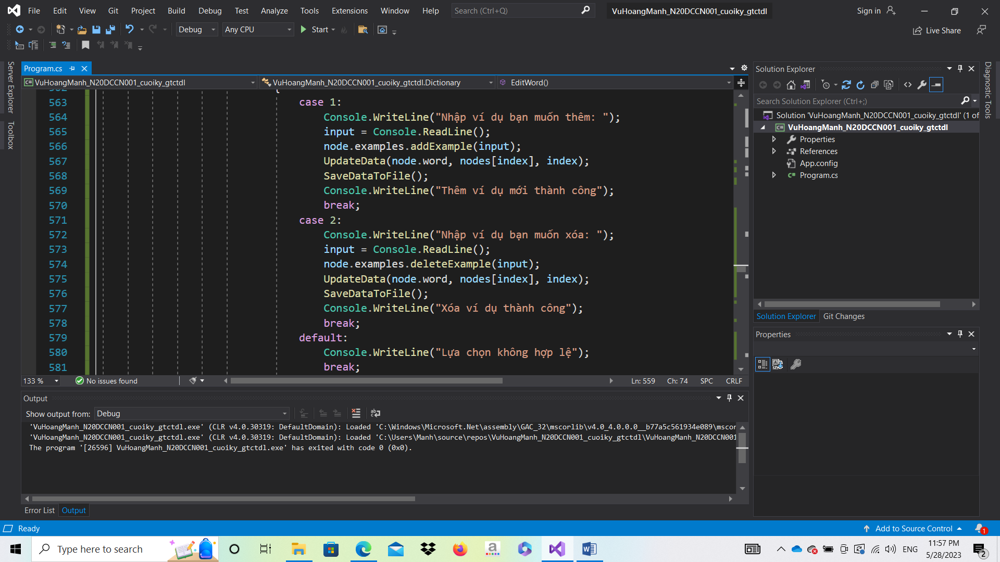 File Edit View Git Project Build Debug Test Analyze Tools Extensions Window Help Search (Ctrl+Q) VuHoangManh_N20DCCN001_cuoiky_gtctdl Sign in
Debug Any CPU Start Live Share
Server Explorer
Toolbox
Program.cs
VuHoangManh_N20DCCN001_cuoiky_gtctdl VuHoangManh_N20DCCN001_cuoiky_gtctdl.Dictionary EditWord()
563 case 1:
564 Console.WriteLine("Nhập ví dụ bạn muốn thêm: ");
565 input = Console.ReadLine();
566 node.examples.addExample(input);
567 UpdateData(node.word, nodes[index], index);
568 SaveDataToFile();
569 Console.WriteLine("Thêm ví dụ mới thành công");
570 break;
571 case 2:
572 Console.WriteLine("Nhập ví dụ bạn muốn xóa: ");
573 input = Console.ReadLine();
574 node.examples.deleteExample(input);
575 UpdateData(node.word, nodes[index], index);
576 SaveDataToFile();
577 Console.WriteLine("Xóa ví dụ thành công");
578 break;
579 default:
580 Console.WriteLine("Lựa chọn không hợp lệ");
581 break;
133 % No issues found Ln: 559 Ch: 74 SPC CRLF
Output
Show output from: Debug
'VuHoangManh_N20DCCN001_cuoiky_gtctdl.exe' (CLR v4.0.30319: DefaultDomain): Loaded 'C:\Windows\Microsoft.Net\assembly\GAC_32\mscorlib\v4.0_4.0.0.0__b77a5c561934e089\mscor
'VuHoangManh_N20DCCN001_cuoiky_gtctdl.exe' (CLR v4.0.30319: DefaultDomain): Loaded 'C:\Users\Manh\source\repos\VuHoangManh_N20DCCN001_cuoiky_gtctdl\VuHoangManh_N20DCCN001
The program '[26596] VuHoangManh_N20DCCN001_cuoiky_gtctdl.exe' has exited with code 0 (0x0).
Error List Output
Solution Explorer
Search Solution Explorer (Ctrl+;)
Solution 'VuHoangManh_N20DCCN001_cuoiky_gtctdl' (1 of
VuHoangManh_N20DCCN001_cuoiky_gtctdl
Properties
References
App.config
Program.cs
Solution Explorer Git Changes
Properties
Diagnostic Tools
Ready Add to Source Control 1
Type here to search ENG 11:57 PM
5/28/2023 2